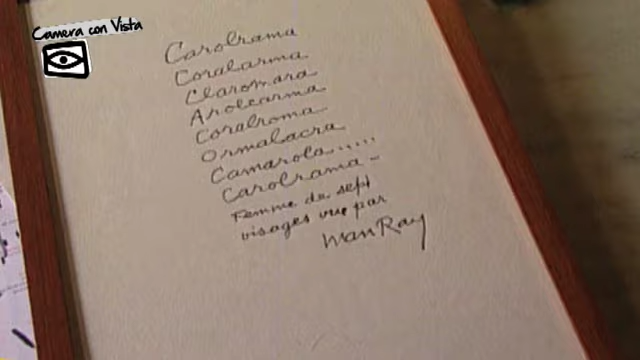 Camera con Vista
Carolrama
Coralarma
Claromara
Arolcarma
Coralroma
Ormalacra
Camarola.....
Carolrama -
Femme de sept
visages vue par
Man Ray